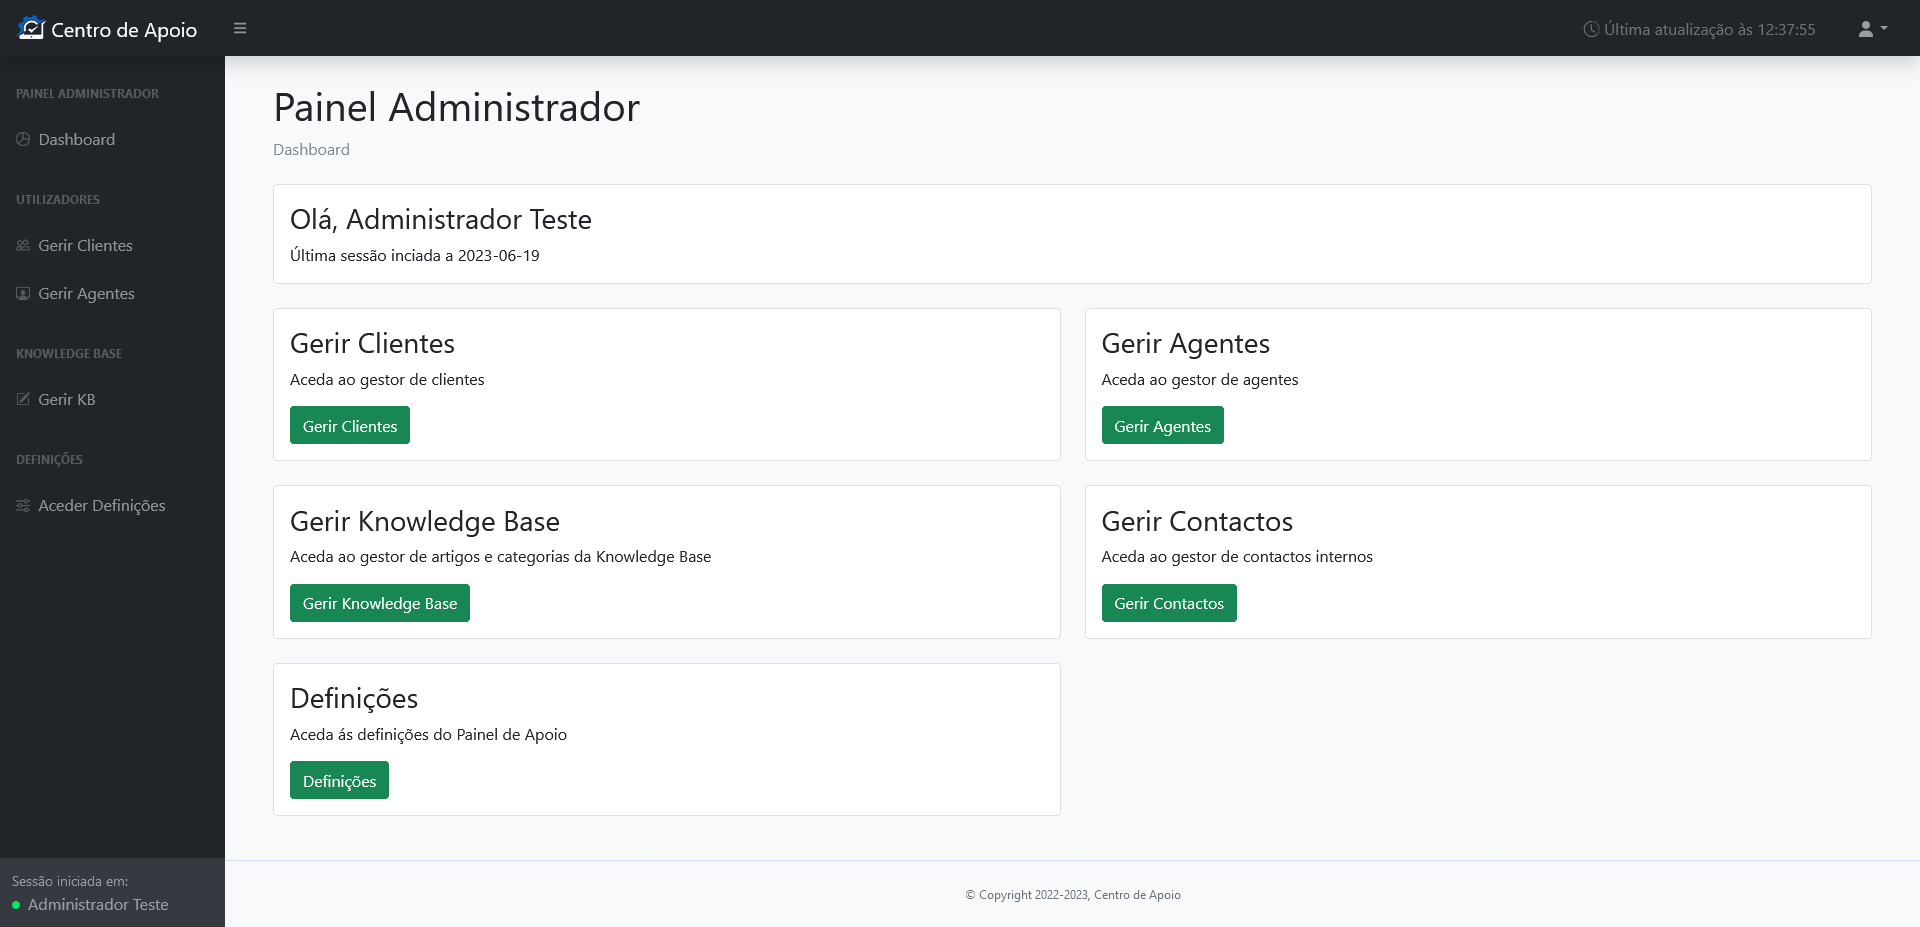 Centro de Apoio
Última atualização às 12:37:55
PAINEL ADMINISTRADOR
Dashboard
UTILIZADORES
Gerir Clientes
Gerir Agentes
KNOWLEDGE BASE
Gerir KB
DEFINIÇÕES
Aceder Definições
Sessão iniciada em:
Administrador Teste
Painel Administrador
Dashboard
Olá, Administrador Teste
Última sessão inciada a 2023-06-19
Gerir Clientes
Aceda ao gestor de clientes
Gerir Clientes
Gerir Agentes
Aceda ao gestor de agentes
Gerir Agentes
Gerir Knowledge Base
Aceda ao gestor de artigos e categorias da Knowledge Base
Gerir Knowledge Base
Gerir Contactos
Aceda ao gestor de contactos internos
Gerir Contactos
Definições
Aceda ás definições do Painel de Apoio
Definições
© Copyright 2022-2023, Centro de Apoio